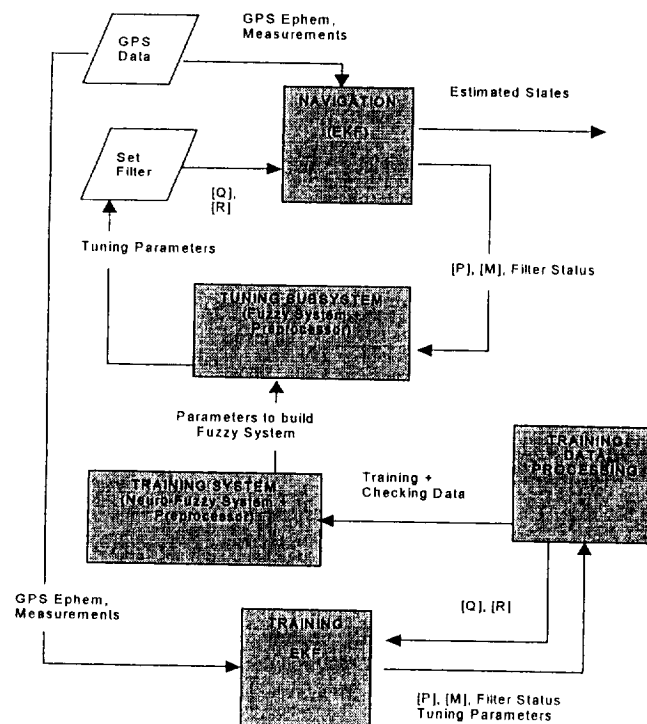 GPS Ephem,
Measurements
GPS
Data
NAVIGATION
(EKF)
Estimated States
Set
Filter
[Q],
[R]
Tuning Parameters
[P], [M], Filter Status
TUNING SUBSYSTEM
(Fuzzy System +
Preprocessor)
Parameters to build
Fuzzy System
TRAINING
DATA
PROCESSING
TRAINING SYSTEM
(Neuro-Fuzzy System +
Preprocessor)
Training +
Checking Data
GPS Ephem,
Measurements
[Q], [R]
TRAINING
EKF
[P], [M], Filter Status
Tuning Parameters